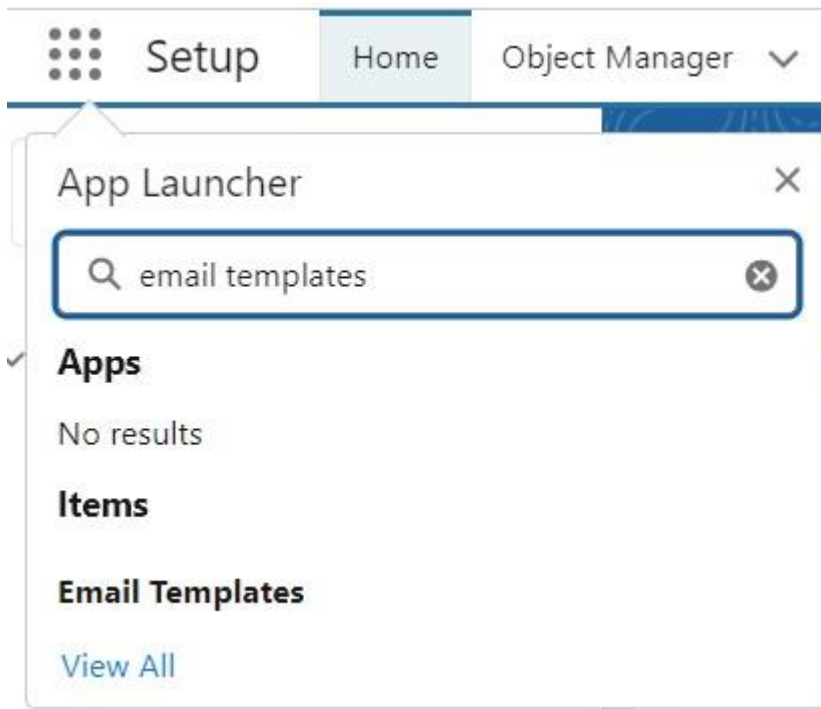 Setup Home Object Manager
App Launcher
email templates
Apps
No results
Items
Email Templates
View All